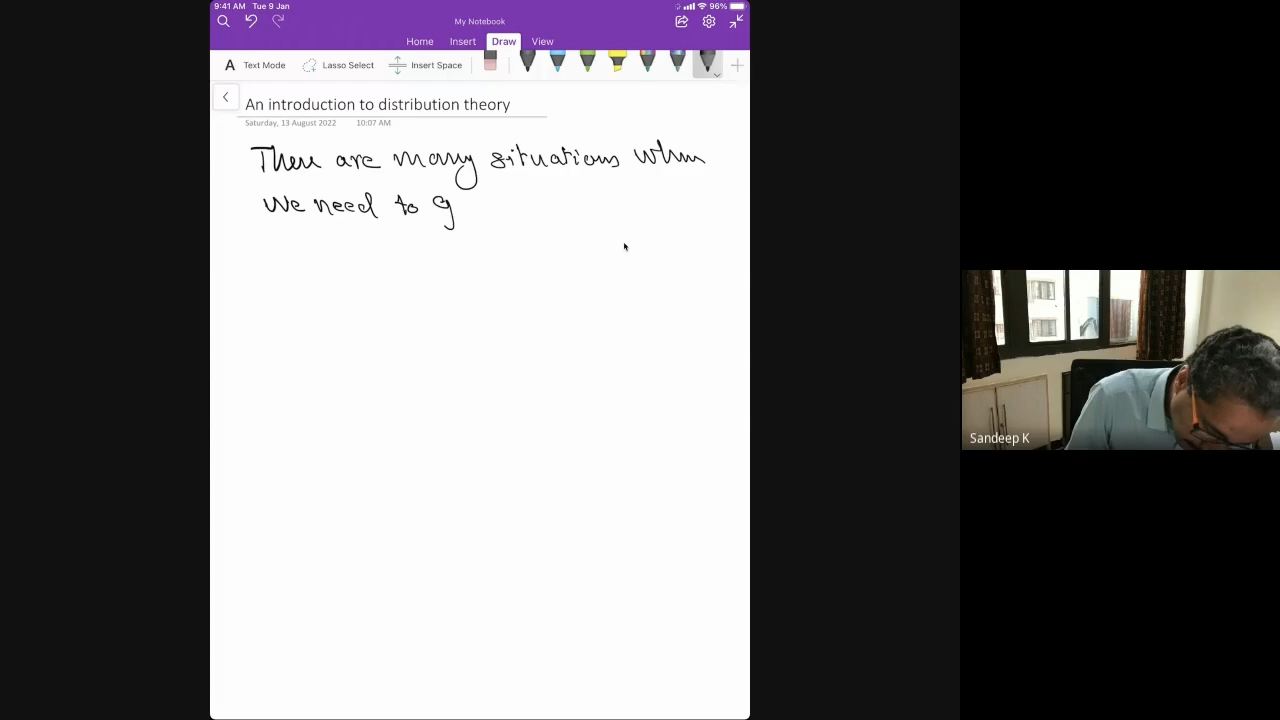 9:41 AM Tue 9 Jan
96%
My Notebook
Home Insert Draw View
A Text Mode Lasso Select Insert Space
An introduction to distribution theory
Saturday, 13 August 2022 10:07 AM
There are many situations when
we need to g
Sandeep K